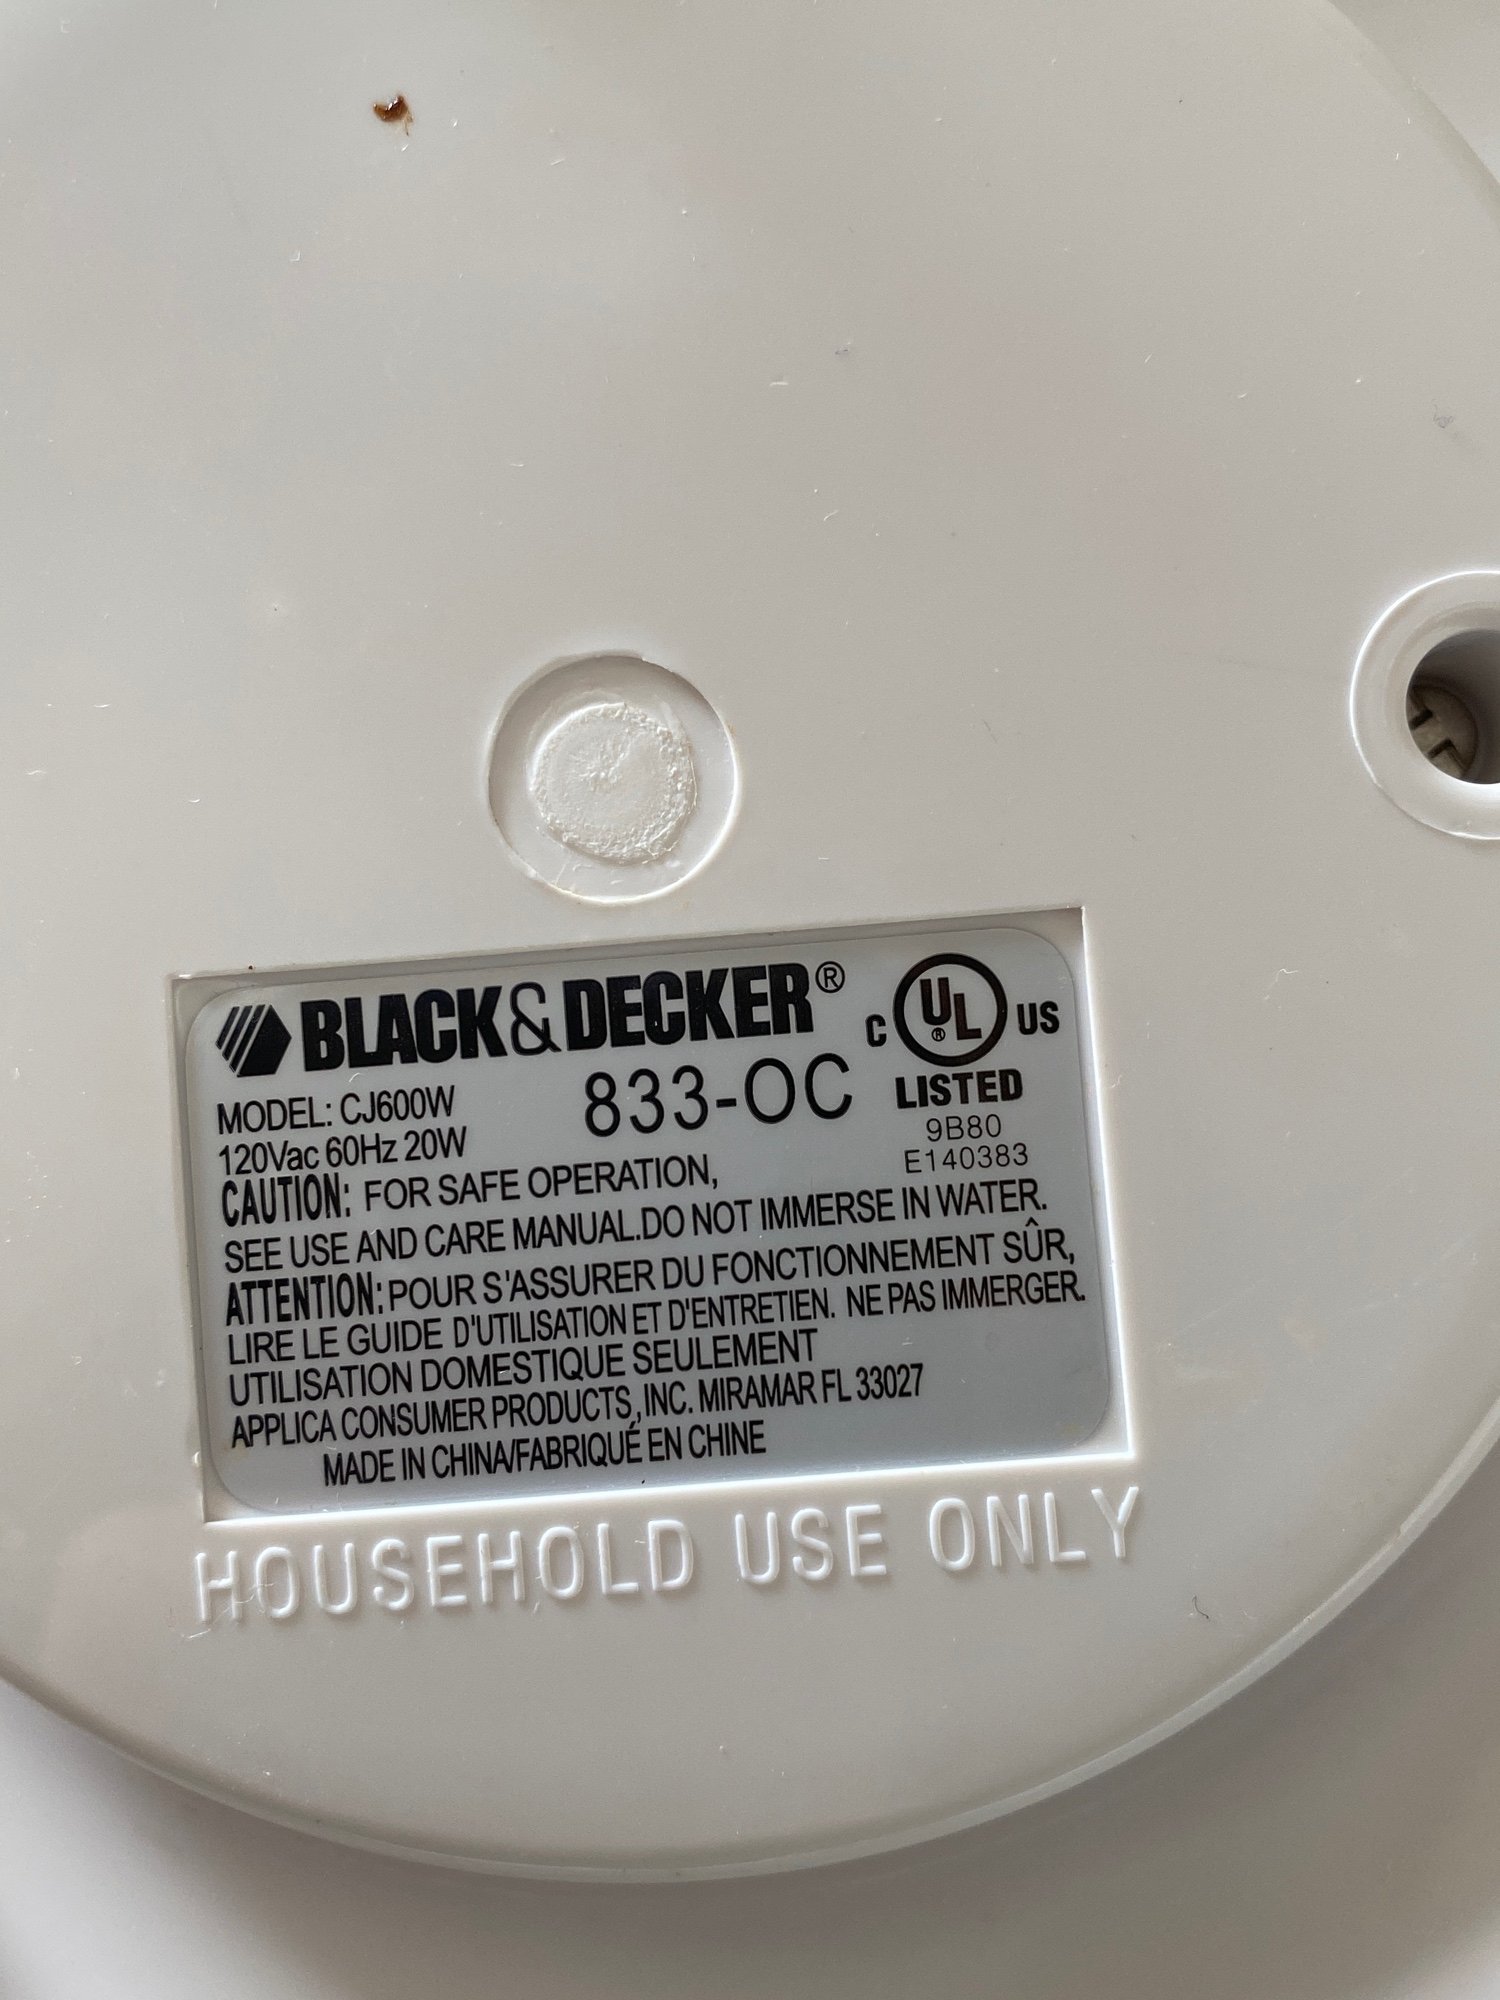 BLACK&DECKER®
C UL® US
LISTED
9B80
E140383
833-OC
MODEL: CJ600W
120Vac 60Hz 20W
CAUTION: FOR SAFE OPERATION,
SEE USE AND CARE MANUAL.DO NOT IMMERSE IN WATER.
ATTENTION: POUR S'ASSURER DU FONCTIONNEMENT SÛR,
LIRE LE GUIDE D'UTILISATION ET D'ENTRETIEN. NE PAS IMMERGER.
UTILISATION DOMESTIQUE SEULEMENT
APPLICA CONSUMER PRODUCTS, INC. MIRAMAR FL 33027
MADE IN CHINA/FABRIQUÉ EN CHINE
HOUSEHOLD USE ONLY